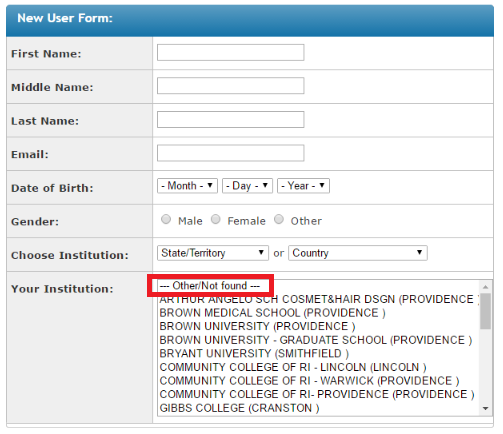 New User Form:
First Name:
Middle Name:
Last Name:
Email:
Date of Birth: - Month - - Day - - Year -
Gender: Male Female Other
Choose Institution: State/Territory or Country
Your Institution: --- Other/Not found ---
ARTHUR ANGELO SCH COSMET&HAIR DSGN (PROVIDENCE )
BROWN MEDICAL SCHOOL (PROVIDENCE )
BROWN UNIVERSITY (PROVIDENCE )
BROWN UNIVERSITY - GRADUATE SCHOOL (PROVIDENCE )
BRYANT UNIVERSITY (SMITHFIELD )
COMMUNITY COLLEGE OF RI - LINCOLN (LINCOLN )
COMMUNITY COLLEGE OF RI - WARWICK (PROVIDENCE )
COMMUNITY COLLEGE OF RI- PROVIDENCE (PROVIDENCE )
GIBBS COLLEGE (CRANSTON )